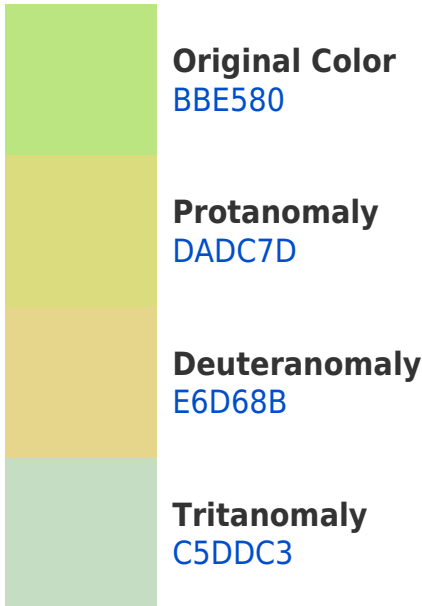 Original Color
BBE580
Protanomaly
DADC7D
Deuteranomaly
E6D68B
Tritanomaly
C5DDC3